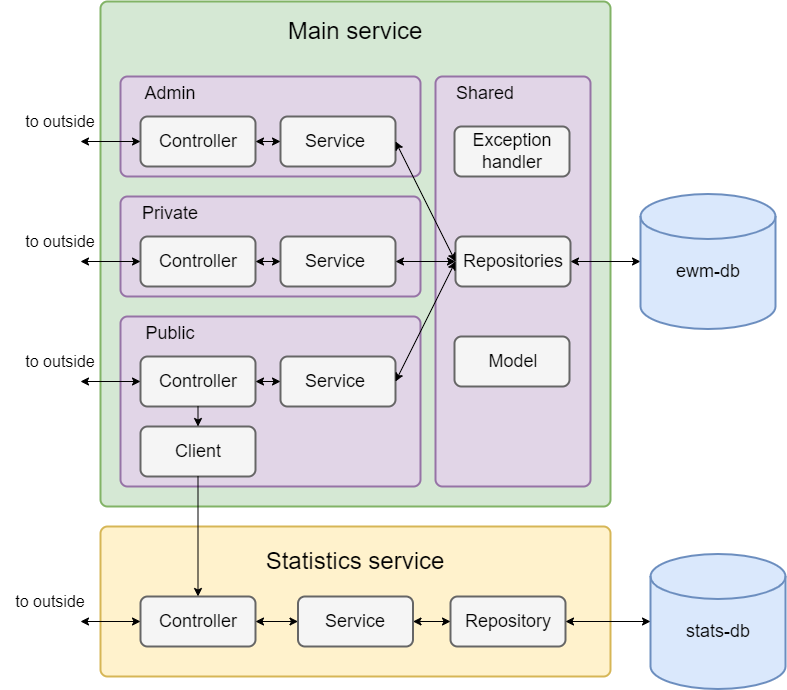 Main service
Admin
Shared
to outside
Controller
Service
Exception
handler
Private
to outside
Controller
Service
Repositories
ewm-db
Public
to outside
Controller
Service
Model
Client
Statistics service
to outside
Controller
Service
Repository
stats-db